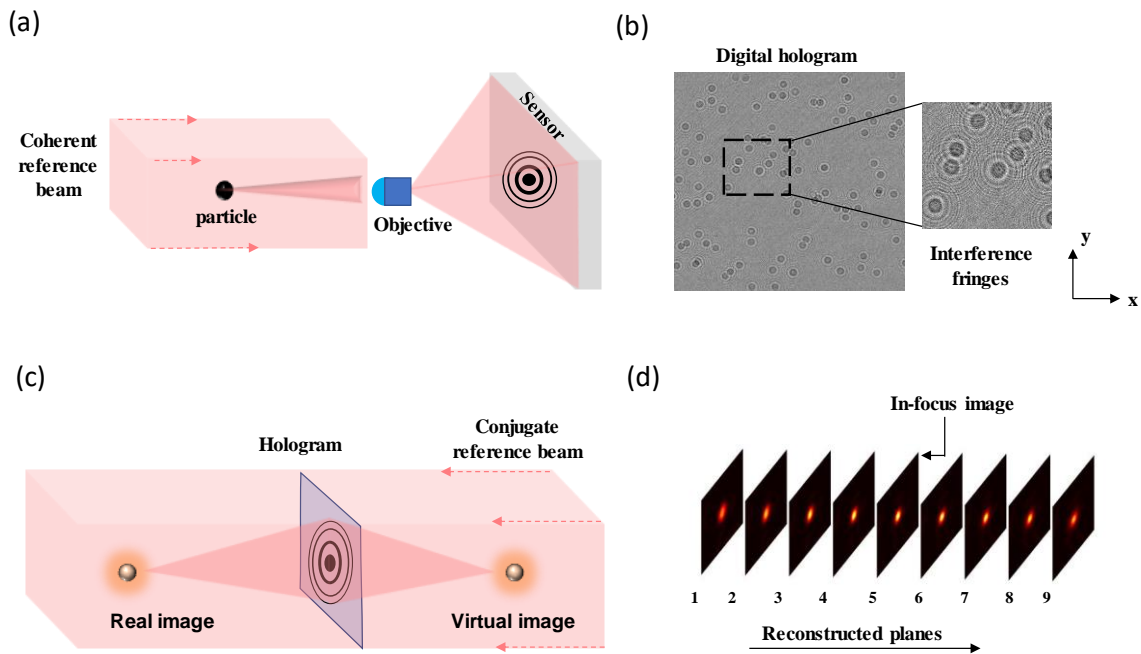 (a)
Coherent
reference
beam
particle
Objective
Sensor
(b)
Digital hologram
Interference
fringes
y
x
(c)
Hologram
Conjugate
reference beam
Real image
Virtual image
(d)
In-focus image
1 2 3 4 5 6 7 8 9
Reconstructed planes